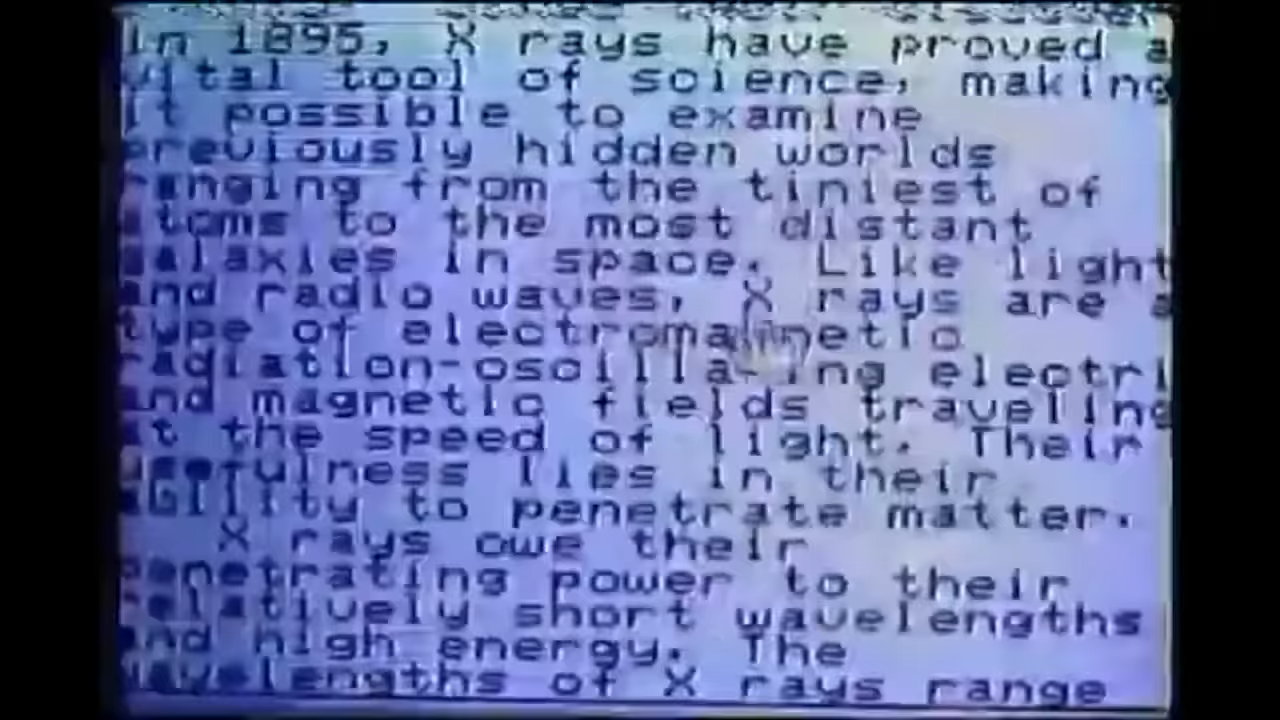 since their discover
in 1895, X rays have proved a
vital tool of science, making
it possible to examine
previously hidden worlds
ranging from the tiniest of
atoms to the most distant
galaxies in space. Like light
and radio waves, X rays are a
type of electromagnetic
radiation-oscillating electri
and magnetic fields traveling
at the speed of light. Their
usefulness lies in their
ability to penetrate matter.
X rays owe their
penetrating power to their
relatively short wavelengths
and high energy. The
wavelengths of X rays range